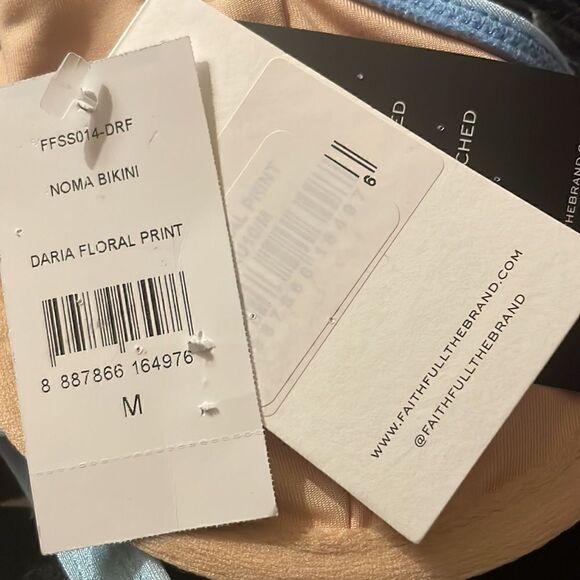 FFSS014-DRF
NOMA BIKINI
DARIA FLORAL PRINT
8 887866 164976
M
WWW.FAITHFULLTHEBRAND.COM
@FAITHFULLTHEBRAND